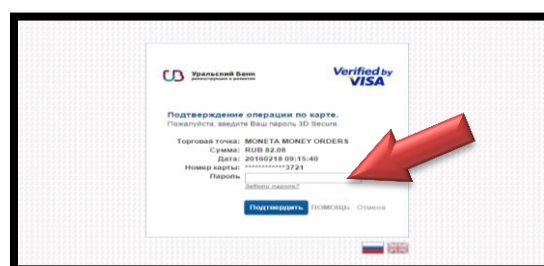 Уральский Банк
реконструкции и развития
Verified by
VISA
Подтверждение операции по карте.
Пожалуйста, введите Ваш пароль 3D Secure.
Торговая точка: MONETA MONEY ORDERS
Сумма: RUB 82.08
Дата: 20160218 09:15:40
Номер карты: ************3721
Пароль
Забыли пароль?
Подтвердить ПОМОЩЬ Отмена